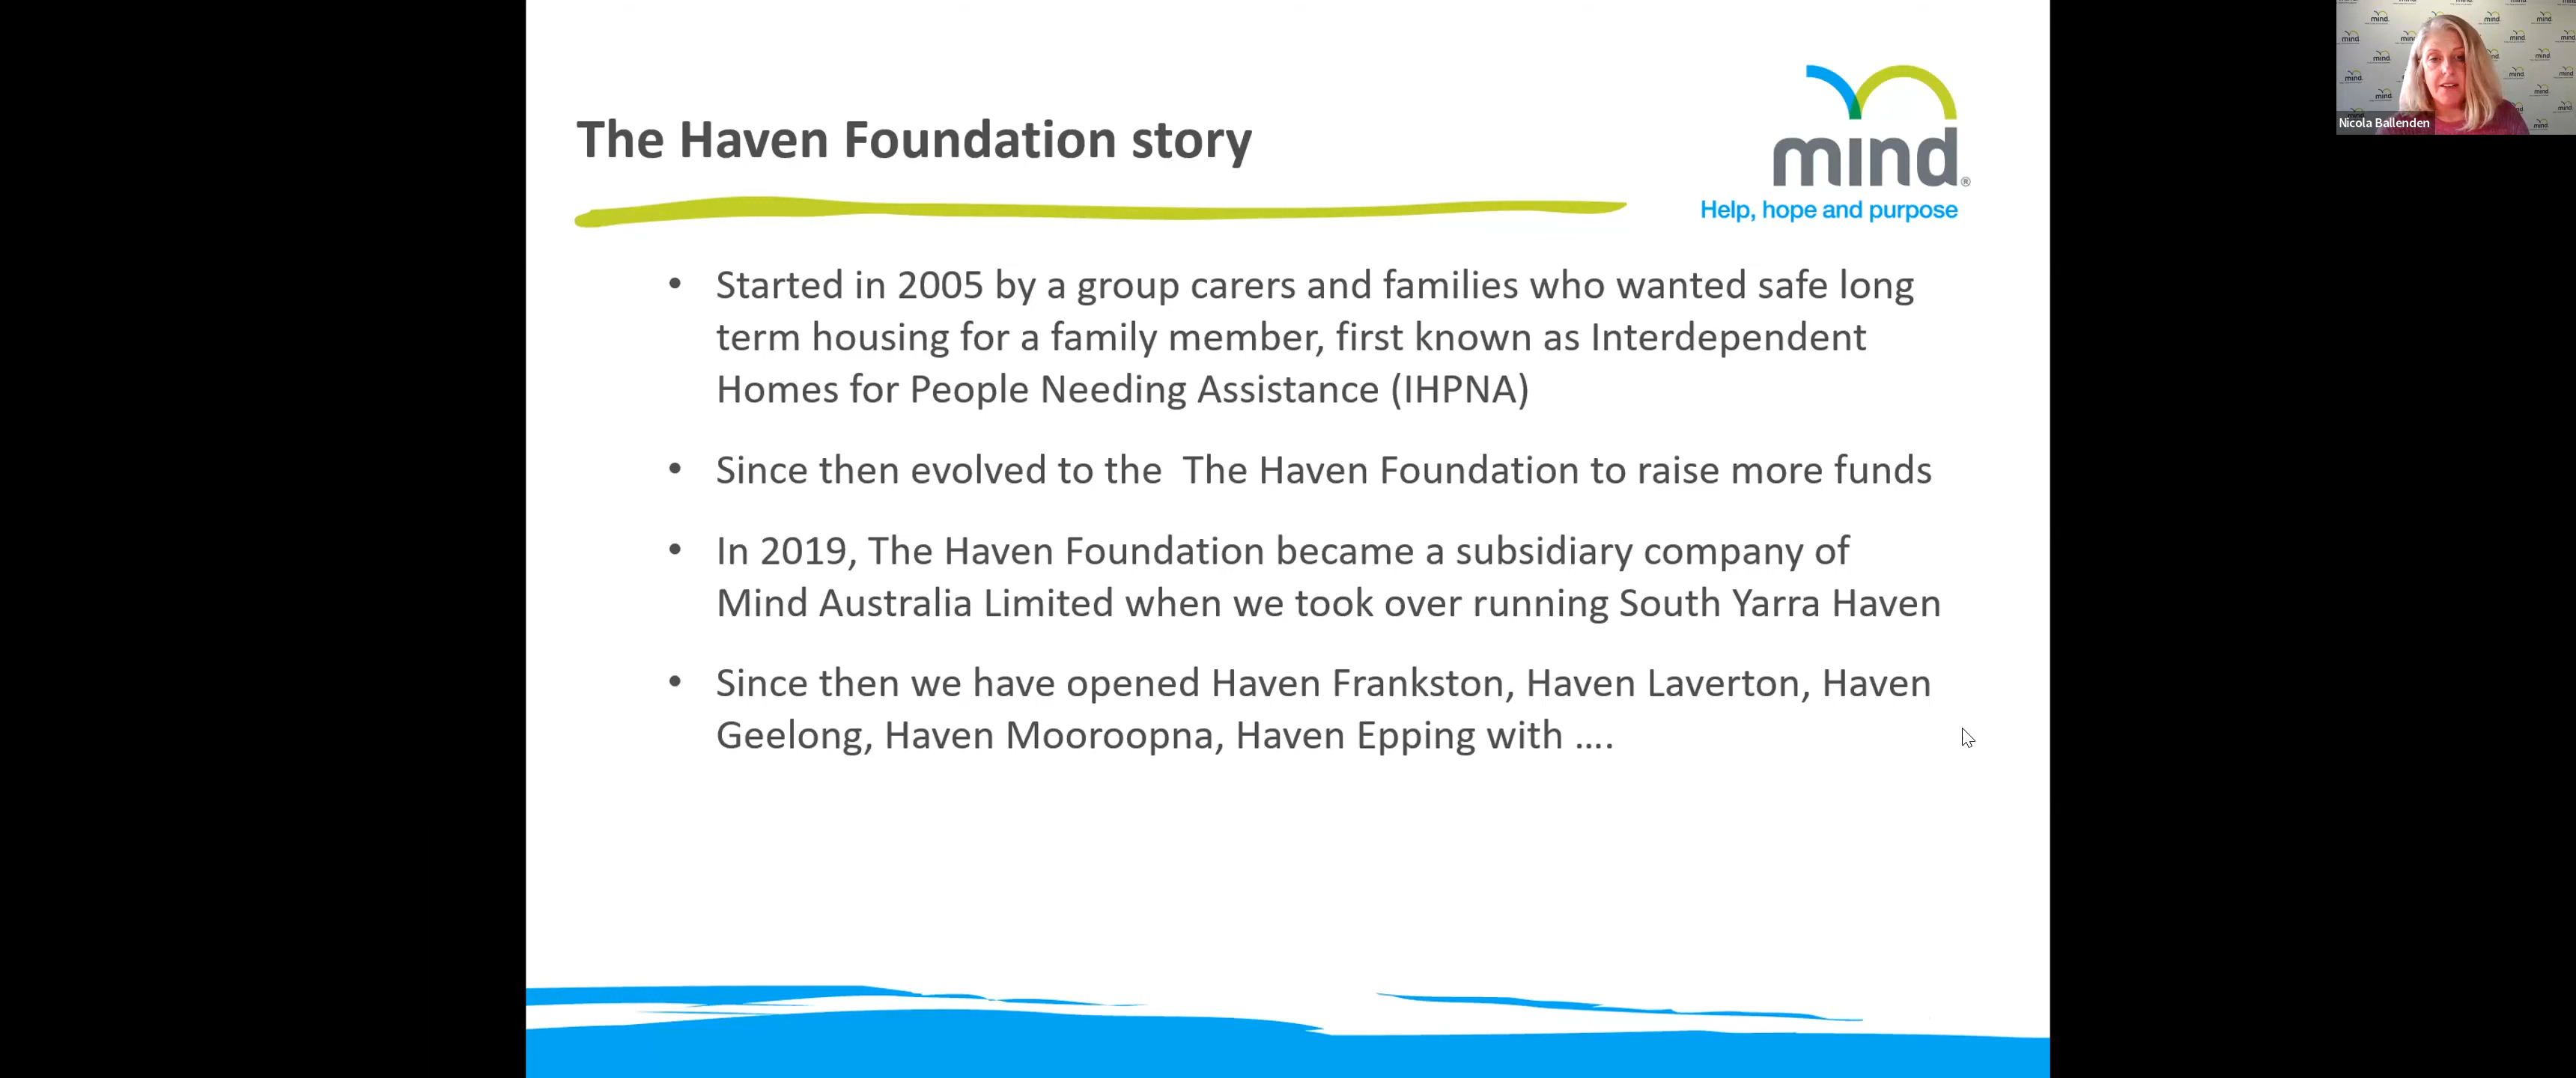 The Haven Foundation story
mind®
Help, hope and purpose
• Started in 2005 by a group carers and families who wanted safe long
term housing for a family member, first known as Interdependent
Homes for People Needing Assistance (IHPNA)
• Since then evolved to the  The Haven Foundation to raise more funds
• In 2019, The Haven Foundation became a subsidiary company of
Mind Australia Limited when we took over running South Yarra Haven
• Since then we have opened Haven Frankston, Haven Laverton, Haven
Geelong, Haven Mooroopna, Haven Epping with ....
Nicola Ballenden
mind